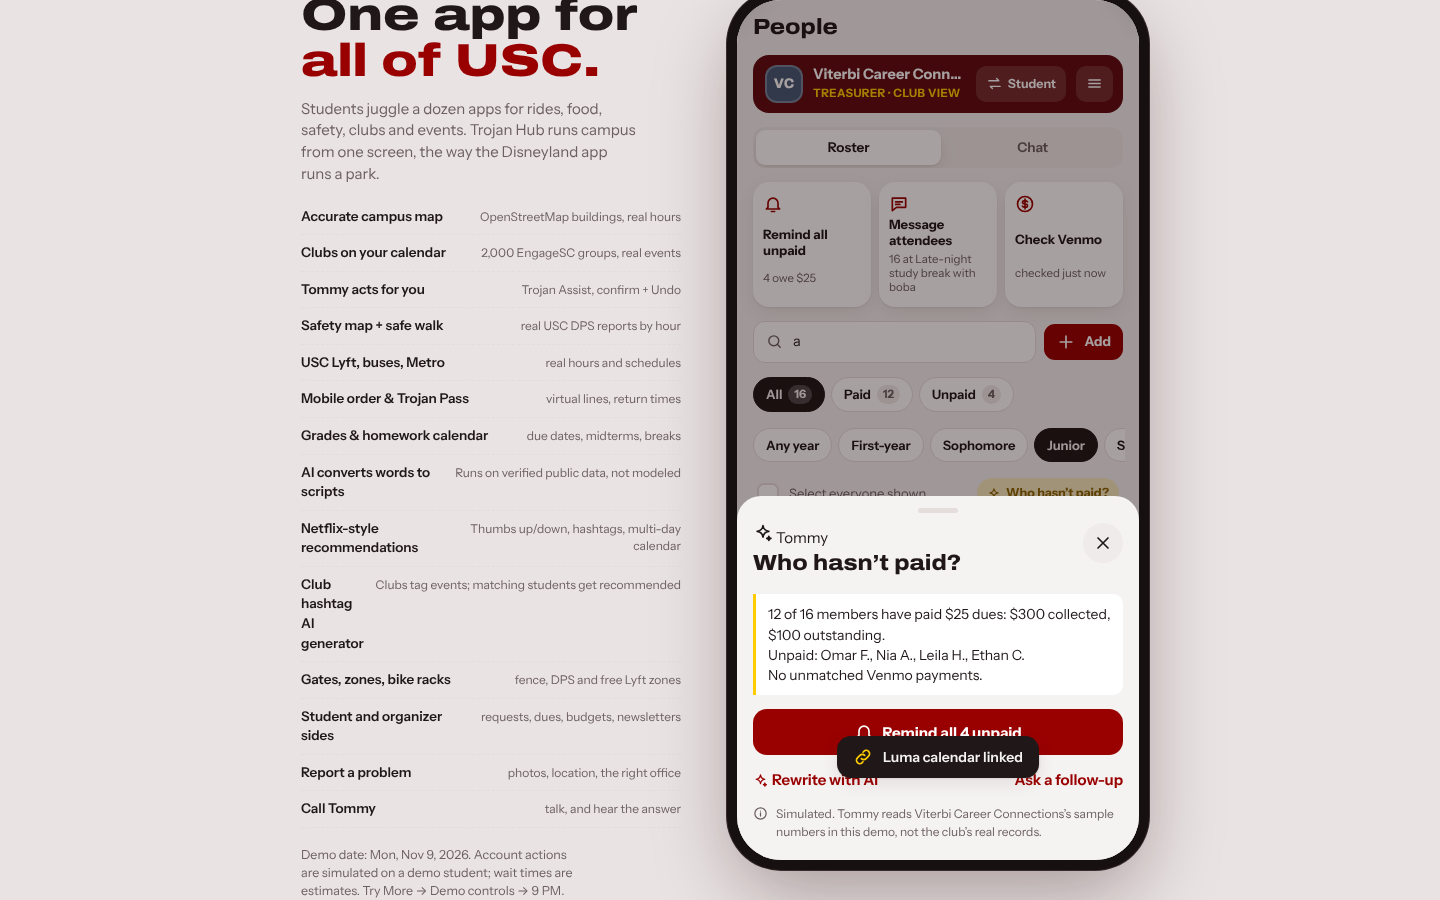 One app for
all of USC.
Students juggle a dozen apps for rides, food,
safety, clubs and events. Trojan Hub runs campus
from one screen, the way the Disneyland app
runs a park.
Accurate campus map
OpenStreetMap buildings, real hours
Clubs on your calendar
2,000 EngageSC groups, real events
Tommy acts for you
Trojan Assist, confirm + Undo
Safety map + safe walk
real USC DPS reports by hour
USC Lyft, buses, Metro
real hours and schedules
Mobile order & Trojan Pass
virtual lines, return times
Grades & homework calendar
due dates, midterms, breaks
AI converts words to
scripts
Runs on verified public data, not modeled
Netflix-style
recommendations
Thumbs up/down, hashtags, multi-day
calendar
Club
hashtag
AI
generator
Clubs tag events; matching students get recommended
Gates, zones, bike racks
fence, DPS and free Lyft zones
Student and organizer
sides
requests, dues, budgets, newsletters
Report a problem
photos, location, the right office
Call Tommy
talk, and hear the answer
Demo date: Mon, Nov 9, 2026. Account actions
are simulated on a demo student; wait times are
estimates. Try More → Demo controls → 9 PM.
People
VC
Viterbi Career Conn...
TREASURER · CLUB VIEW
Student
Roster
Chat
Remind all
unpaid
4 owe $25
Message
attendees
16 at Late-night
study break with
boba
Check Venmo
checked just now
a
Add
All 16
Paid 12
Unpaid 4
Any year
First-year
Sophomore
Junior
S
Select everyone shown
Who hasn't paid?
Tommy
Who hasn’t paid?
12 of 16 members have paid $25 dues: $300 collected,
$100 outstanding.
Unpaid: Omar F., Nia A., Leila H., Ethan C.
No unmatched Venmo payments.
Remind all 4 unpaid
Luma calendar linked
Rewrite with AI
Ask a follow-up
Simulated. Tommy reads Viterbi Career Connections’s sample
numbers in this demo, not the club’s real records.